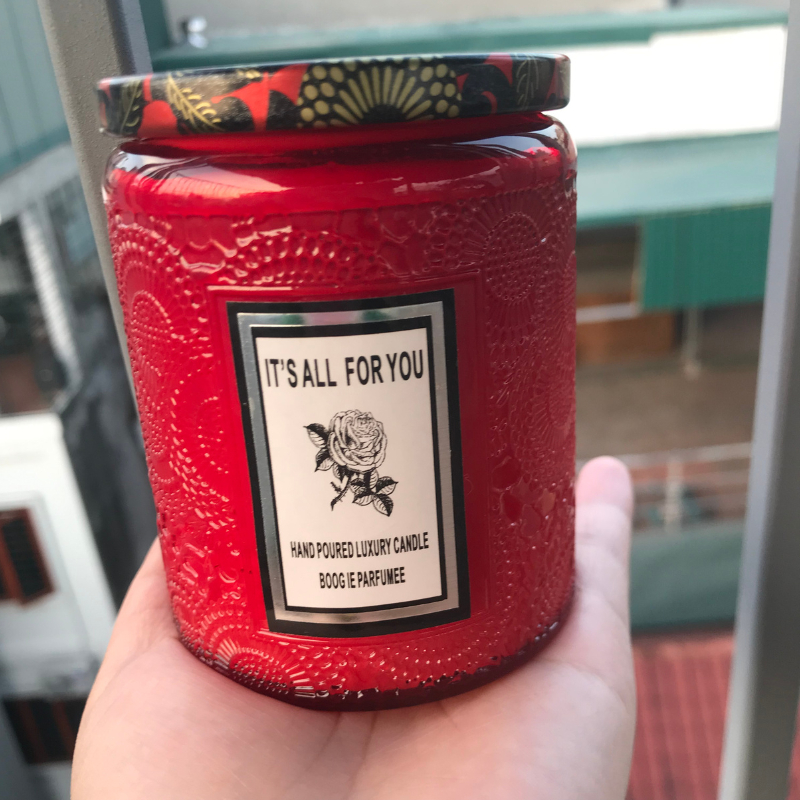 IT'S ALL FOR YOU
HAND POURED LUXURY CANDLE
BOOG IE PARFUMEE